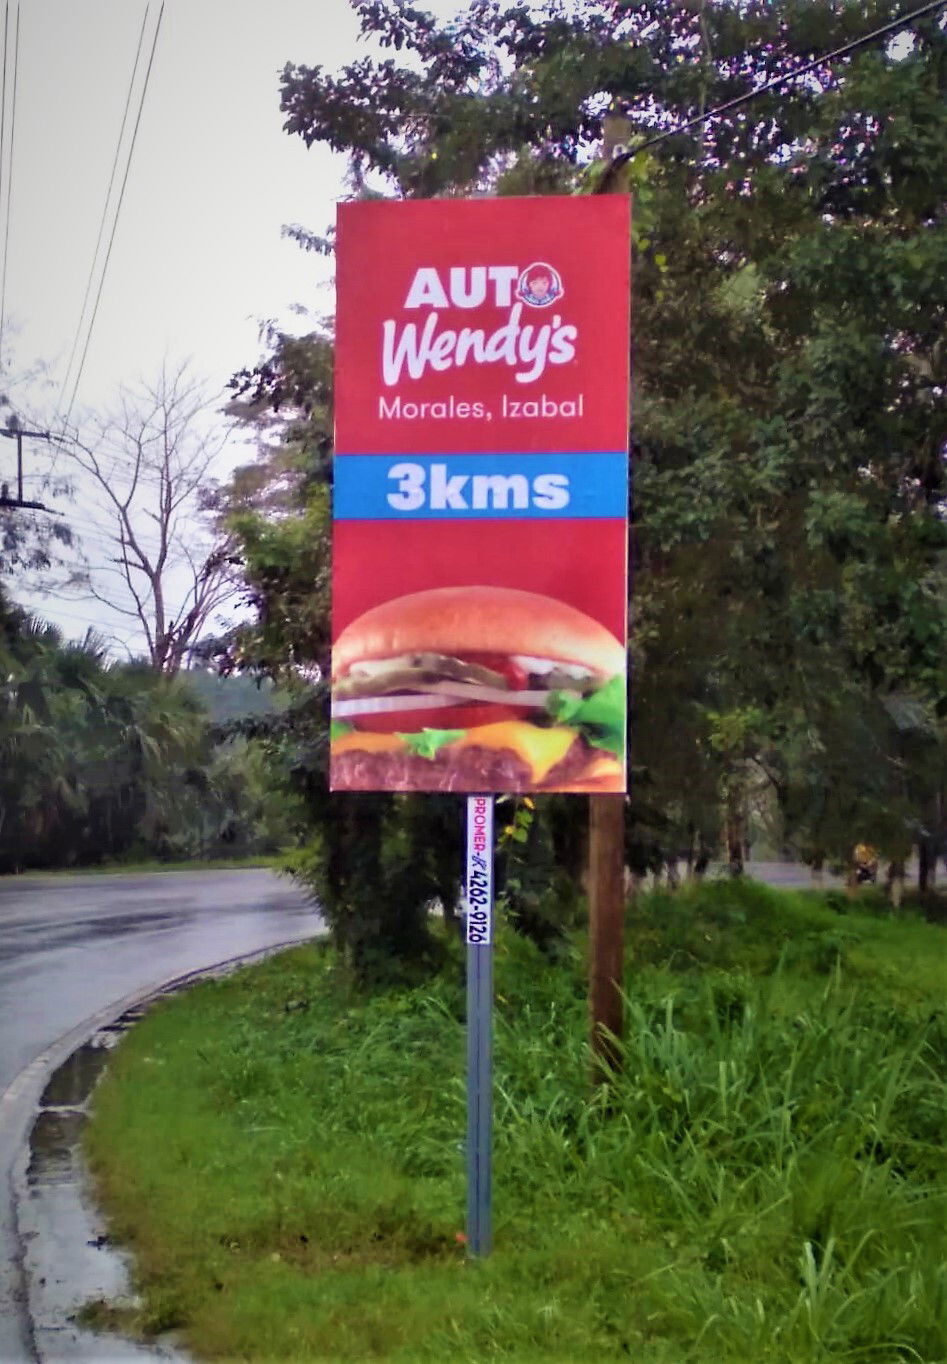 AUTO
Wendy's
Morales, Izabal
3kms
PROMER-R 4262-9126